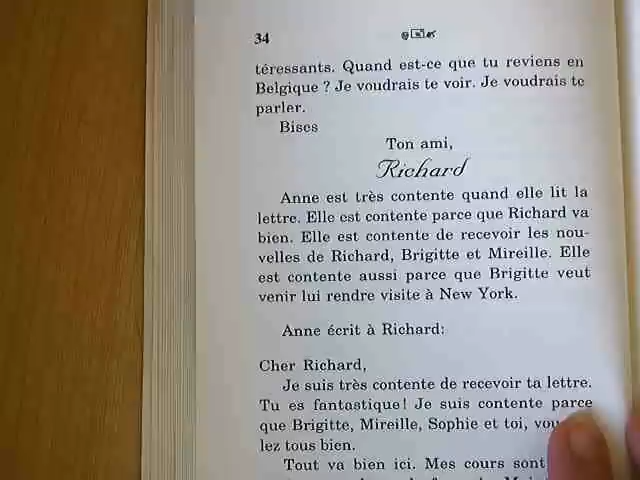 34
téressants. Quand est-ce que tu reviens en
Belgique ? Je voudrais te voir. Je voudrais te
parler.
Bises
Ton ami,
Richard
Anne est très contente quand elle lit la
lettre. Elle est contente parce que Richard va
bien. Elle est contente de recevoir les nou-
velles de Richard, Brigitte et Mireille. Elle
est contente aussi parce que Brigitte veut
venir lui rendre visite à New York.
Anne écrit à Richard:
Cher Richard,
Je suis très contente de recevoir ta lettre.
Tu es fantastique! Je suis contente parce
que Brigitte, Mireille, Sophie et toi, vou
lez tous bien.
Tout va bien ici. Mes cours sont